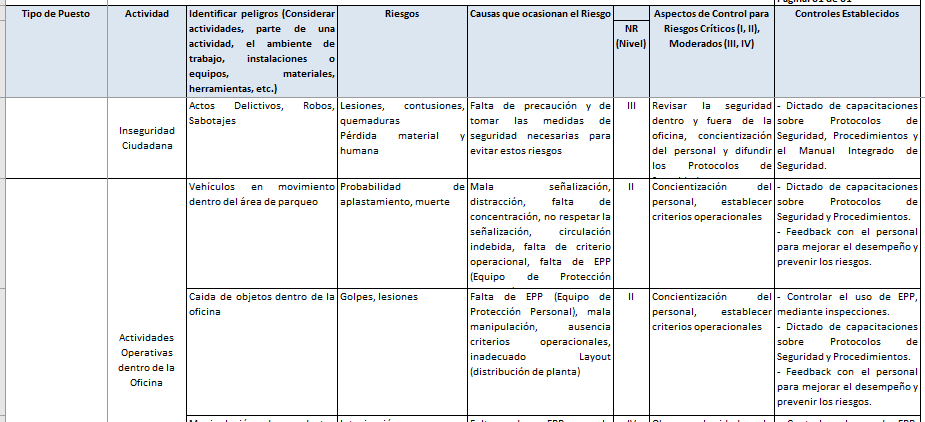 Página: 01 de 01
Tipo de Puesto
Actividad
Identificar peligros (Considerar
actividades, parte de una
actividad, el ambiente de
trabajo, instalaciones o
equipos, materiales,
herramientas, etc.)
Riesgos
Causas que ocasionan el Riesgo
NR
(Nivel)
Aspectos de Control para
Riesgos Críticos (I, II),
Moderados (III, IV)
Controles Establecidos
Inseguridad
Ciudadana
Actos Delictivos, Robos,
Sabotajes
Lesiones, contusiones,
quemaduras
Pérdida material y
humana
Falta de precaución y de
tomar las medidas de
seguridad necesarias para
evitar estos riesgos
III
Revisar la seguridad
dentro y fuera de la
oficina, concientización
del personal y difundir
los Protocolos de
- Dictado de capacitaciones
sobre Protocolos de
Seguridad, Procedimientos y
el Manual Integrado de
Seguridad.
Actividades
Operativas
dentro de la
Oficina
Vehículos en movimiento
dentro del área de parqueo
Probabilidad de
aplastamiento, muerte
Mala señalización,
distracción, falta de
concentración, no respetar la
señalización, circulación
indebida, falta de criterio
operacional, falta de EPP
(Equipo de Protección
II
Concientización del
personal, establecer
criterios operacionales
- Dictado de capacitaciones
sobre Protocolos de
Seguridad y Procedimientos.
- Feedback con el personal
para mejorar el desempeño y
prevenir los riesgos.
Caida de objetos dentro de la
oficina
Golpes, lesiones
Falta de EPP (Equipo de
Protección Personal), mala
manipulación, ausencia
criterios operacionales,
inadecuado Layout
(distribución de planta)
II
Concientización del
personal, establecer
criterios operacionales
- Controlar el uso de EPP,
mediante inspecciones.
- Dictado de capacitaciones
sobre Protocolos de
Seguridad y Procedimientos.
- Feedback con el personal
para mejorar el desempeño y
prevenir los riesgos.